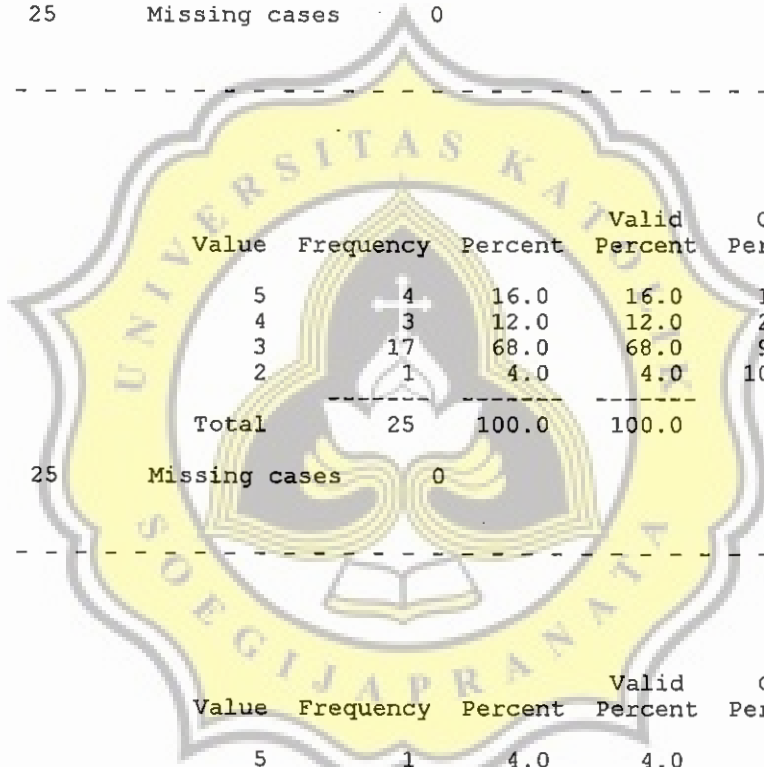 25 Missing cases 0
UNIVERSITAS KATOLIK
Valid
Value Frequency Percent Percent
5 4 16.0 16.0
4 3 12.0 12.0
3 17 68.0 68.0
2 1 4.0 4.0
Total 25 100.0 100.0
25 Missing cases 0
SOEGIJAPRANATA
Valid
Value Frequency Percent Percent
5 1 4.0 4.0